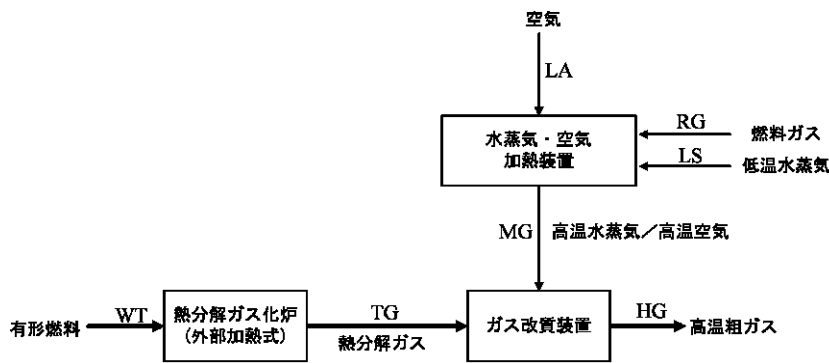 空気
LA
水蒸気・空気
加熱装置
RG
燃料ガス
LS
低温水蒸気
MG
高温水蒸気／高温空気
有形燃料
WT
熱分解ガス化炉
(外部加熱式)
TG
熱分解ガス
ガス改質装置
HG
高温粗ガス